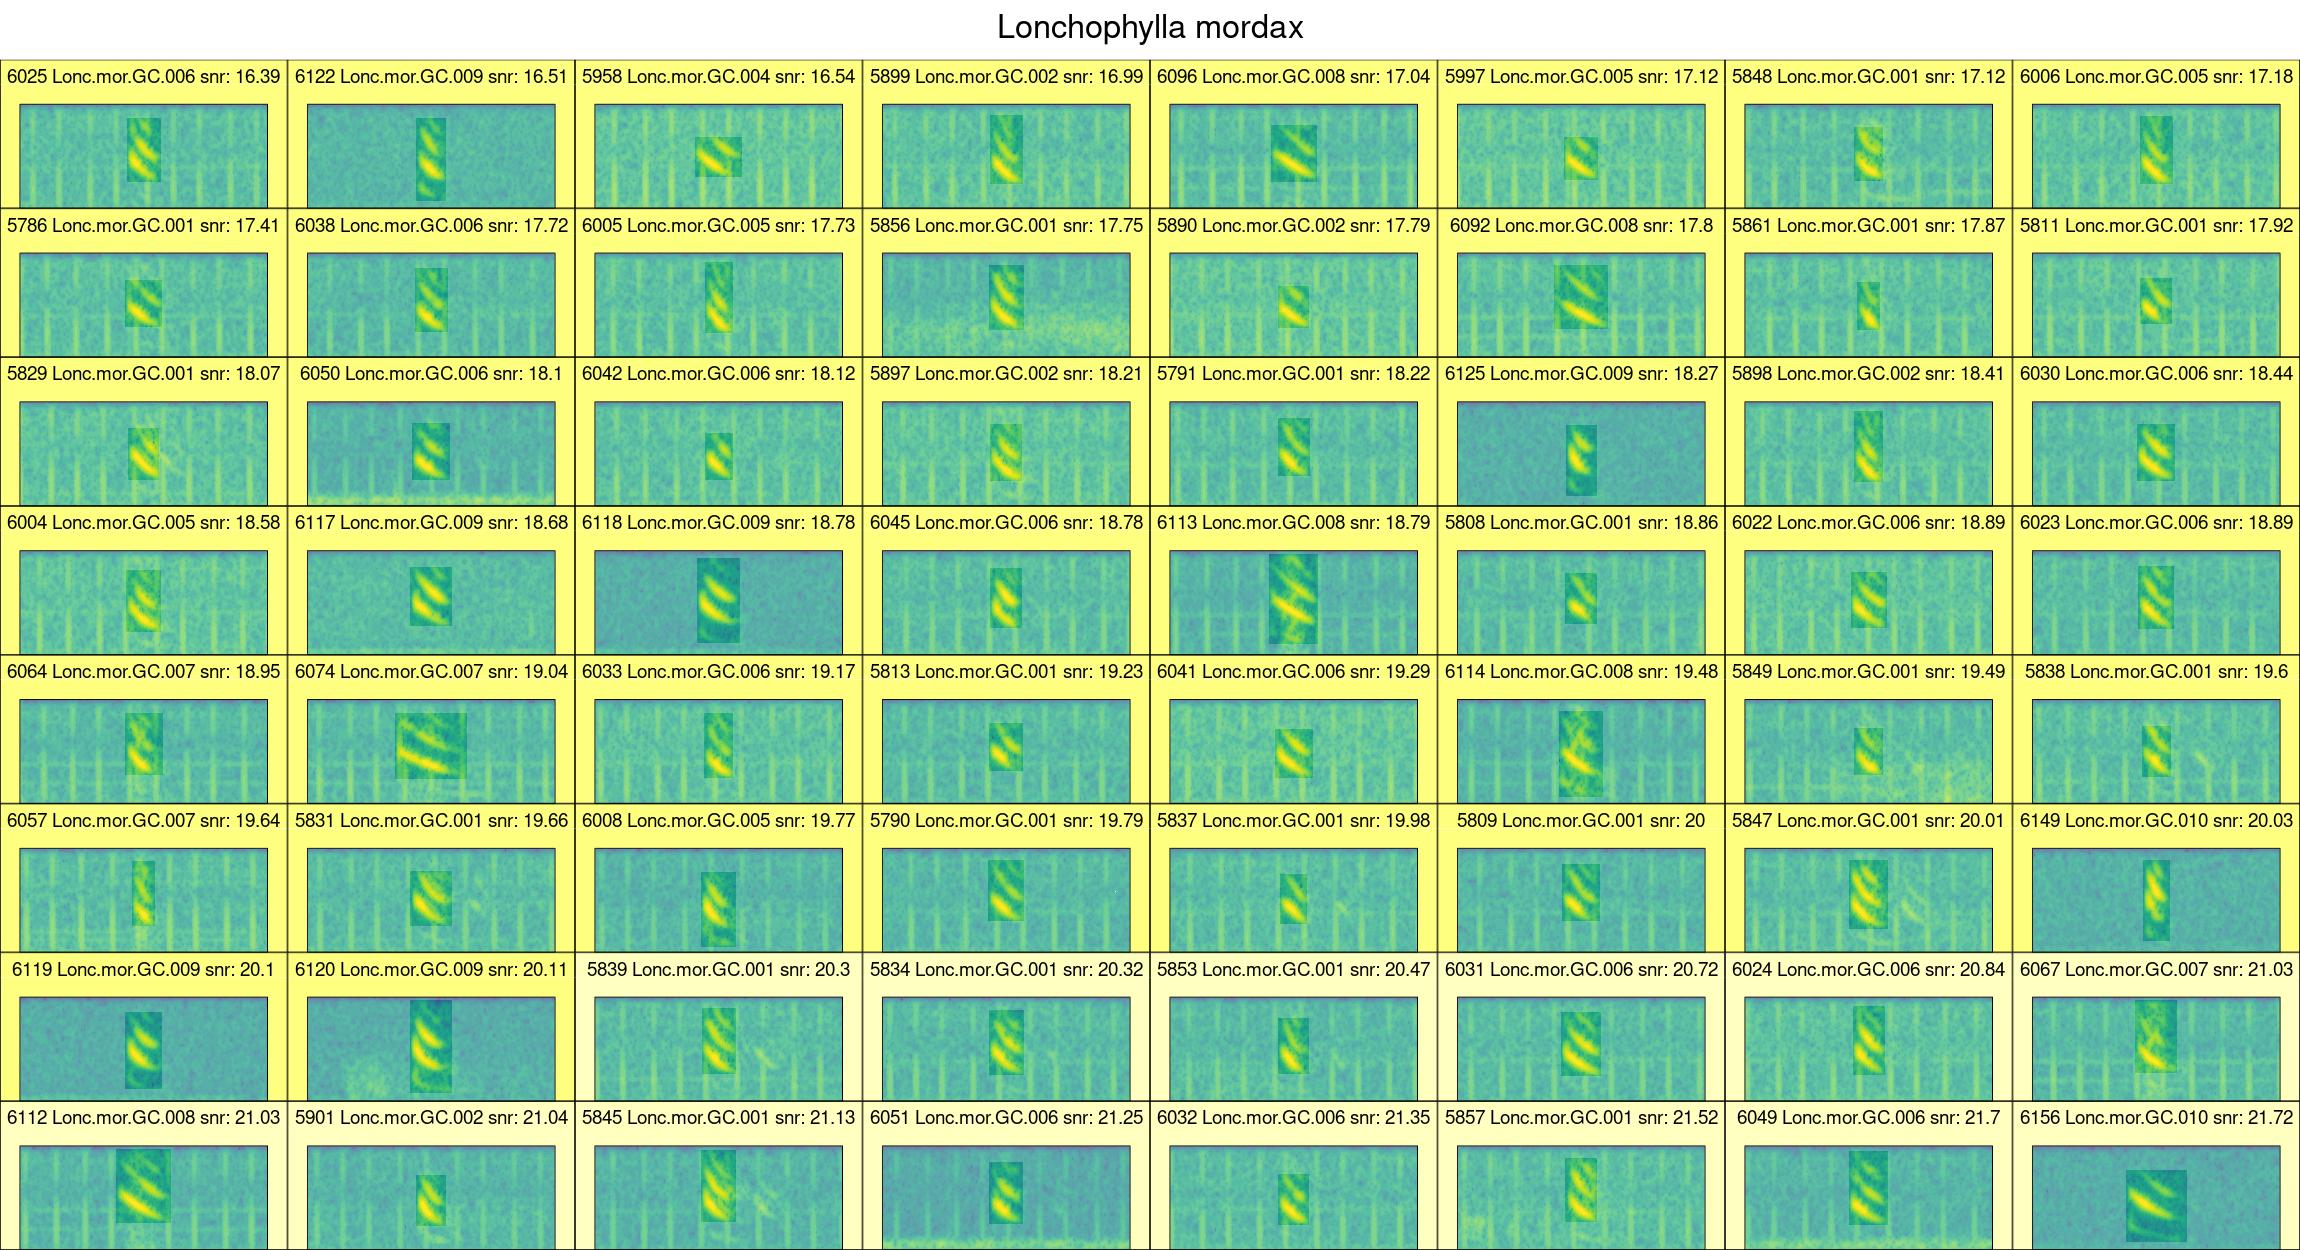 Lonchophylla mordax
6025 Lonc.mor.GC.006 snr: 16.39
6122 Lonc.mor.GC.009 snr: 16.51
5958 Lonc.mor.GC.004 snr: 16.54
5899 Lonc.mor.GC.002 snr: 16.99
6096 Lonc.mor.GC.008 snr: 17.04
5997 Lonc.mor.GC.005 snr: 17.12
5848 Lonc.mor.GC.001 snr: 17.12
6006 Lonc.mor.GC.005 snr: 17.18
5786 Lonc.mor.GC.001 snr: 17.41
6038 Lonc.mor.GC.006 snr: 17.72
6005 Lonc.mor.GC.005 snr: 17.73
5856 Lonc.mor.GC.001 snr: 17.75
5890 Lonc.mor.GC.002 snr: 17.79
6092 Lonc.mor.GC.008 snr: 17.8
5861 Lonc.mor.GC.001 snr: 17.87
5811 Lonc.mor.GC.001 snr: 17.92
5829 Lonc.mor.GC.001 snr: 18.07
6050 Lonc.mor.GC.006 snr: 18.1
6042 Lonc.mor.GC.006 snr: 18.12
5897 Lonc.mor.GC.002 snr: 18.21
5791 Lonc.mor.GC.001 snr: 18.22
6125 Lonc.mor.GC.009 snr: 18.27
5898 Lonc.mor.GC.002 snr: 18.41
6030 Lonc.mor.GC.006 snr: 18.44
6004 Lonc.mor.GC.005 snr: 18.58
6117 Lonc.mor.GC.009 snr: 18.68
6118 Lonc.mor.GC.009 snr: 18.78
6045 Lonc.mor.GC.006 snr: 18.78
6113 Lonc.mor.GC.008 snr: 18.79
5808 Lonc.mor.GC.001 snr: 18.86
6022 Lonc.mor.GC.006 snr: 18.89
6023 Lonc.mor.GC.006 snr: 18.89
6064 Lonc.mor.GC.007 snr: 18.95
6074 Lonc.mor.GC.007 snr: 19.04
6033 Lonc.mor.GC.006 snr: 19.17
5813 Lonc.mor.GC.001 snr: 19.23
6041 Lonc.mor.GC.006 snr: 19.29
6114 Lonc.mor.GC.008 snr: 19.48
5849 Lonc.mor.GC.001 snr: 19.49
5838 Lonc.mor.GC.001 snr: 19.6
6057 Lonc.mor.GC.007 snr: 19.64
5831 Lonc.mor.GC.001 snr: 19.66
6008 Lonc.mor.GC.005 snr: 19.77
5790 Lonc.mor.GC.001 snr: 19.79
5837 Lonc.mor.GC.001 snr: 19.98
5809 Lonc.mor.GC.001 snr: 20
5847 Lonc.mor.GC.001 snr: 20.01
6149 Lonc.mor.GC.010 snr: 20.03
6119 Lonc.mor.GC.009 snr: 20.1
6120 Lonc.mor.GC.009 snr: 20.11
5839 Lonc.mor.GC.001 snr: 20.3
5834 Lonc.mor.GC.001 snr: 20.32
5853 Lonc.mor.GC.001 snr: 20.47
6031 Lonc.mor.GC.006 snr: 20.72
6024 Lonc.mor.GC.006 snr: 20.84
6067 Lonc.mor.GC.007 snr: 21.03
6112 Lonc.mor.GC.008 snr: 21.03
5901 Lonc.mor.GC.002 snr: 21.04
5845 Lonc.mor.GC.001 snr: 21.13
6051 Lonc.mor.GC.006 snr: 21.25
6032 Lonc.mor.GC.006 snr: 21.35
5857 Lonc.mor.GC.001 snr: 21.52
6049 Lonc.mor.GC.006 snr: 21.7
6156 Lonc.mor.GC.010 snr: 21.72